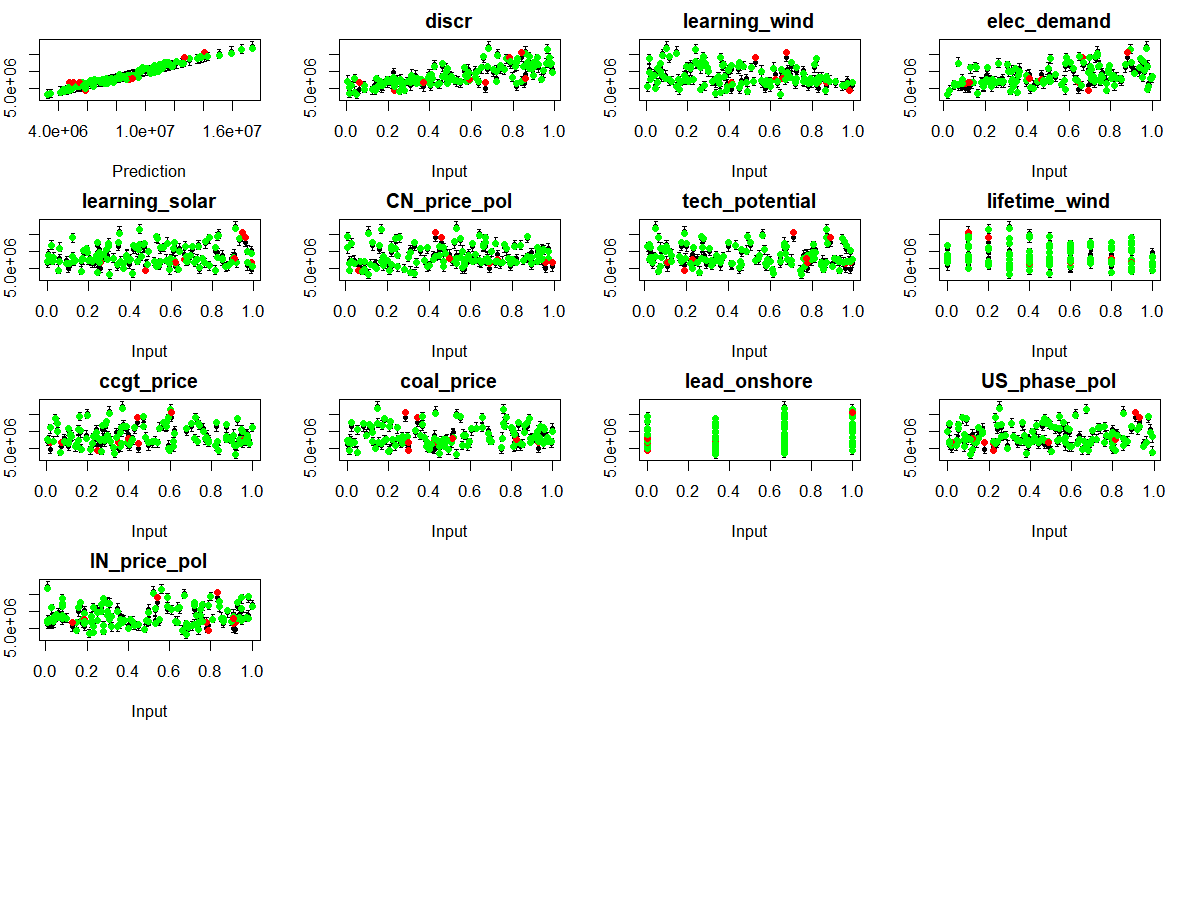 discr learning_wind elec_demand
5.0e+06 5.0e+06 5.0e+06 5.0e+06
4.0e+06 1.0e+07 1.6e+07 0.0 0.2 0.4 0.6 0.8 1.0 0.0 0.2 0.4 0.6 0.8 1.0 0.0 0.2 0.4 0.6 0.8 1.0
Prediction Input Input Input
learning_solar CN_price_pol tech_potential lifetime_wind
5.0e+06 5.0e+06 5.0e+06 5.0e+06
0.0 0.2 0.4 0.6 0.8 1.0 0.0 0.2 0.4 0.6 0.8 1.0 0.0 0.2 0.4 0.6 0.8 1.0 0.0 0.2 0.4 0.6 0.8 1.0
Input Input Input Input
ccgt_price coal_price lead_onshore US_phase_pol
5.0e+06 5.0e+06 5.0e+06 5.0e+06
0.0 0.2 0.4 0.6 0.8 1.0 0.0 0.2 0.4 0.6 0.8 1.0 0.0 0.2 0.4 0.6 0.8 1.0 0.0 0.2 0.4 0.6 0.8 1.0
Input Input Input Input
IN_price_pol
5.0e+06
0.0 0.2 0.4 0.6 0.8 1.0
Input